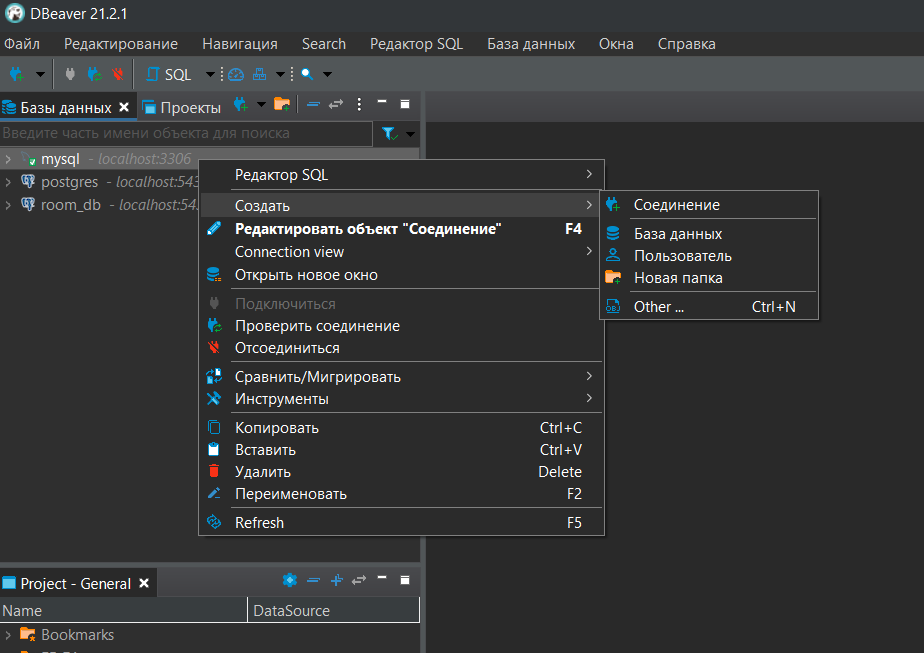 DBeaver 21.2.1
Файл Редактирование Навигация Search Редактор SQL База данных Окна Справка
SQL
Базы данных Проекты
Введите часть имени объекта для поиска
mysql - localhost:3306
postgres - localhost:543
room_db - localhost:54
Редактор SQL
Создать
Редактировать объект "Соединение" F4
Connection view
Открыть новое окно
Подключиться
Проверить соединение
Отсоединиться
Сравнить/Мигрировать
Инструменты
Копировать Ctrl+C
Вставить Ctrl+V
Удалить Delete
Переименовать F2
Refresh F5
Соединение
База данных
Пользователь
Новая папка
Other ... Ctrl+N
Project - General
Name DataSource
Bookmarks